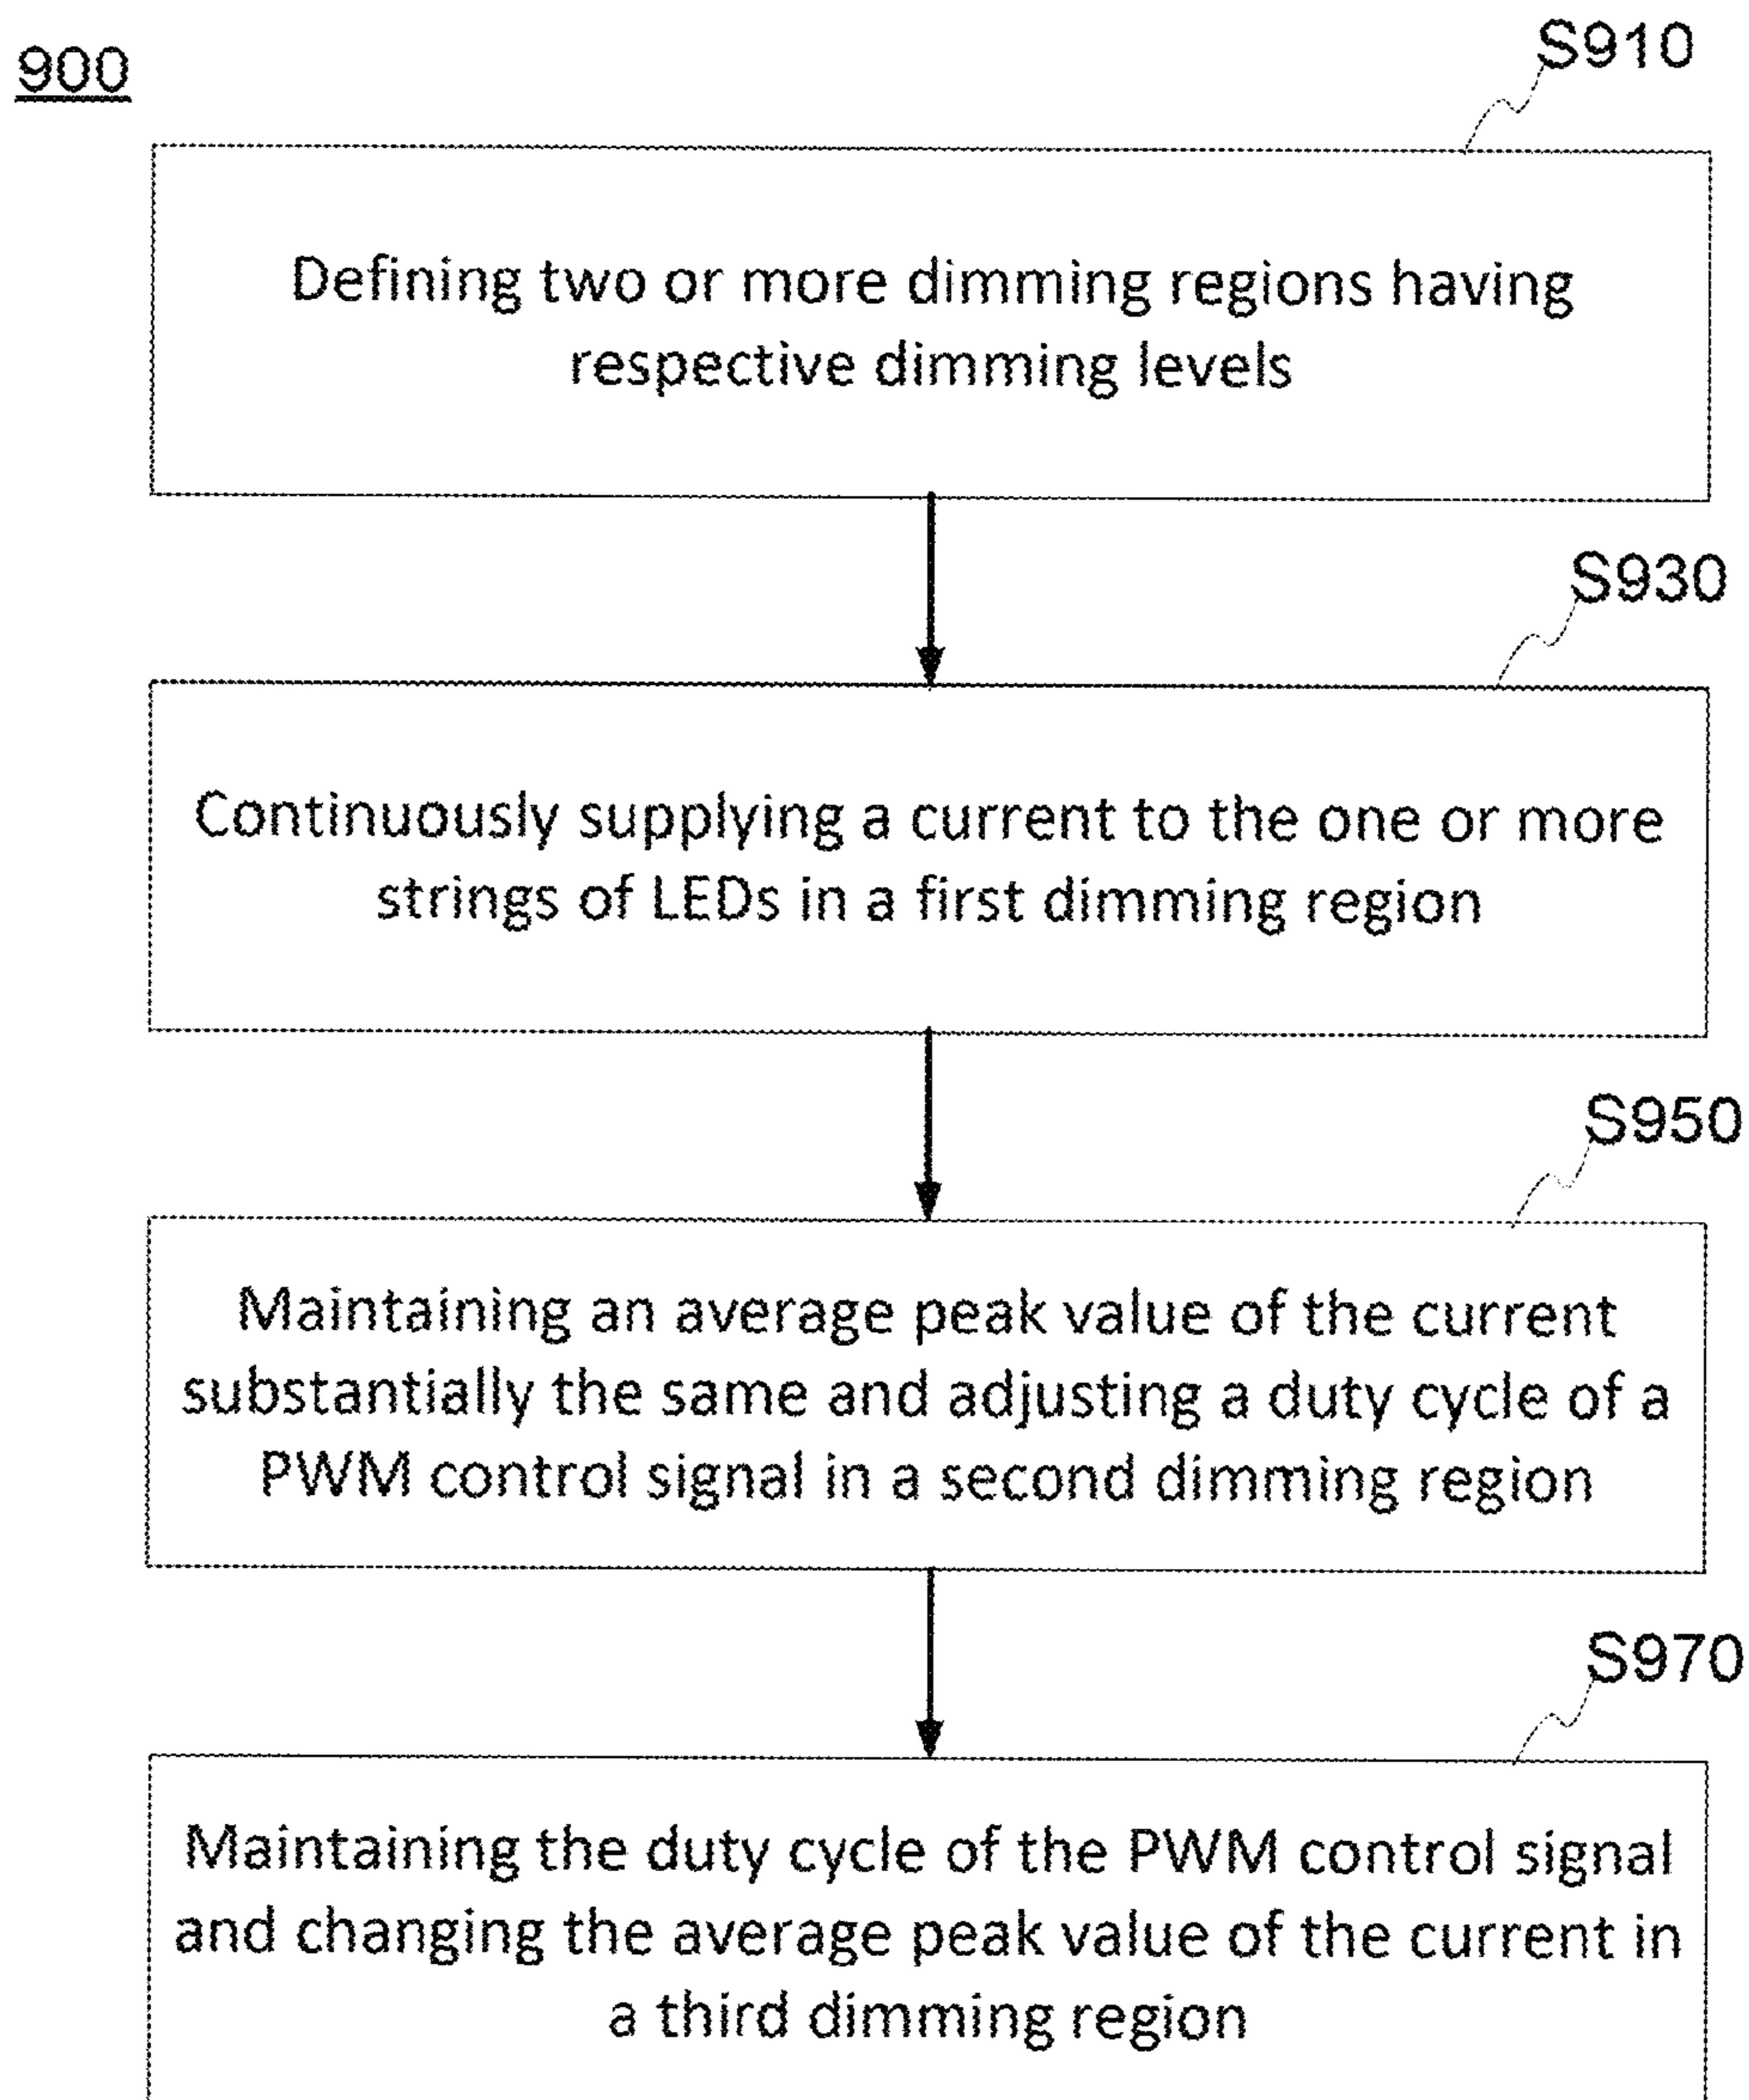 900
S910
Defining two or more dimming regions having
respective dimming levels
S930
Continuously supplying a current to the one or more
strings of LEDs in a first dimming region
S950
Maintaining an average peak value of the current
substantially the same and adjusting a duty cycle of a
PWM control signal in a second dimming region
S970
Maintaining the duty cycle of the PWM control signal
and changing the average peak value of the current in
a third dimming region